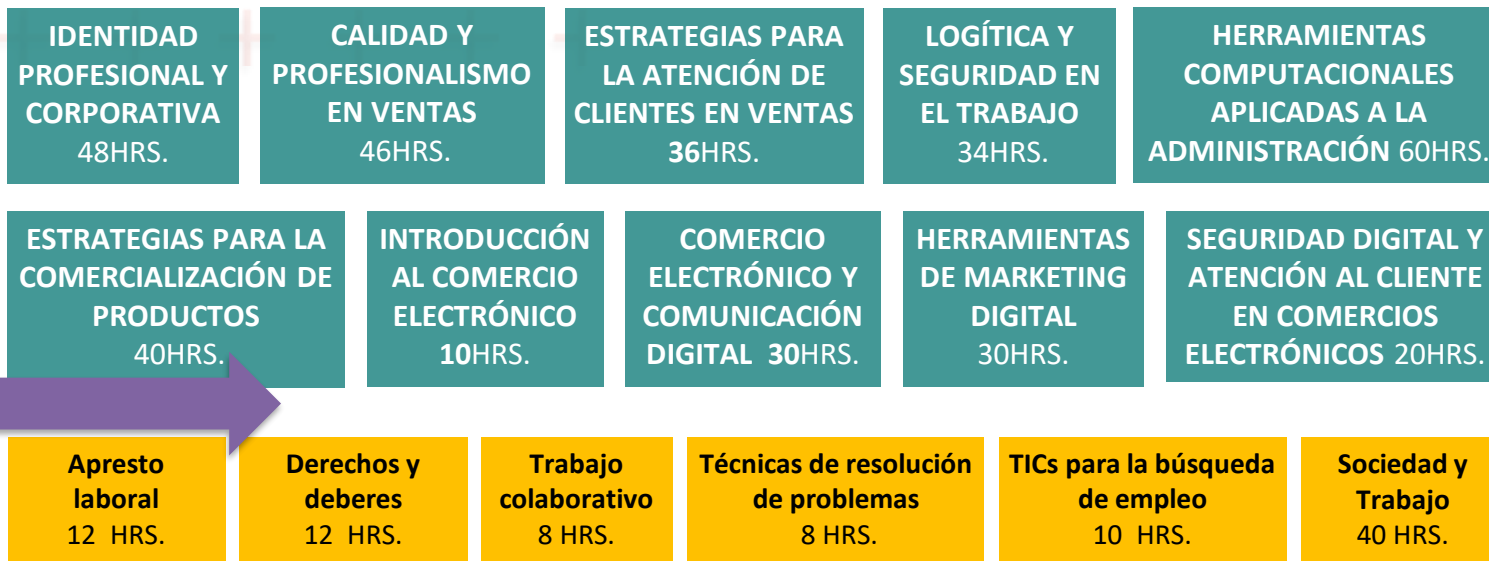 IDENTIDAD
PROFESIONAL Y
CORPORATIVA
48HRS.
CALIDAD Y
PROFESIONALISMO
EN VENTAS
46HRS.
ESTRATEGIAS PARA
LA ATENCIÓN DE
CLIENTES EN VENTAS
36HRS.
LOGÍTICA Y
SEGURIDAD EN
EL TRABAJO
34HRS.
HERRAMIENTAS
COMPUTACIONALES
APLICADAS A LA
ADMINISTRACIÓN 60HRS.
ESTRATEGIAS PARA LA
COMERCIALIZACIÓN DE
PRODUCTOS
40HRS.
INTRODUCCIÓN
AL COMERCIO
ELECTRÓNICO
10HRS.
COMERCIO
ELECTRÓNICO Y
COMUNICACIÓN
DIGITAL 30HRS.
HERRAMIENTAS
DE MARKETING
DIGITAL
30HRS.
SEGURIDAD DIGITAL Y
ATENCIÓN AL CLIENTE
EN COMERCIOS
ELECTRÓNICOS 20HRS.
Apresto
laboral
12 HRS.
Derechos y
deberes
12 HRS.
Trabajo
colaborativo
8 HRS.
Técnicas de resolución
de problemas
8 HRS.
TICs para la búsqueda
de empleo
10 HRS.
Sociedad y
Trabajo
40 HRS.